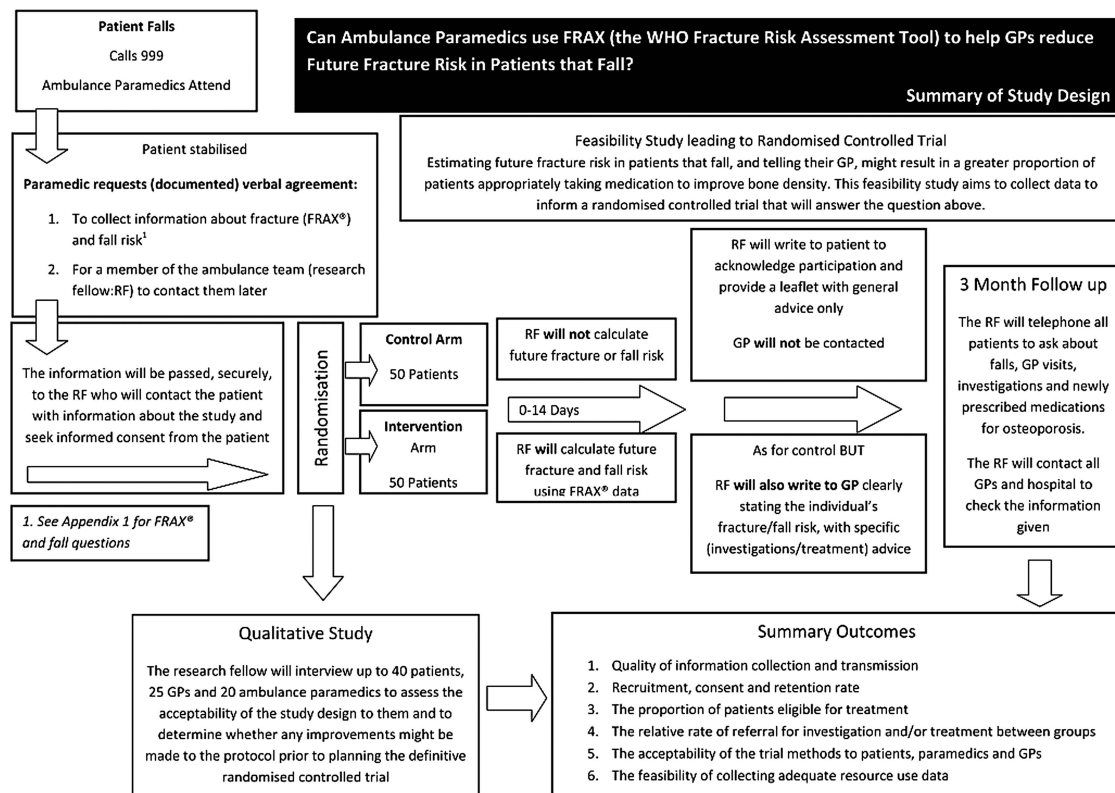 Patient Falls
Calls 999
Ambulance Paramedics Attend
Can Ambulance Paramedics use FRAX (the WHO Fracture Risk Assessment Tool) to help GPs reduce
Future Fracture Risk in Patients that Fall?
Summary of Study Design
Feasibility Study leading to Randomised Controlled Trial
Estimating future fracture risk in patients that fall, and telling their GP, might result in a greater proportion of
patients appropriately taking medication to improve bone density. This feasibility study aims to collect data to
inform a randomised controlled trial that will answer the question above.
Patient stabilised
Paramedic requests (documented) verbal agreement:
1. To collect information about fracture (FRAX®)
and fall risk¹
2. For a member of the ambulance team (research
fellow:RF) to contact them later
The information will be passed, securely,
to the RF who will contact the patient
with information about the study and
seek informed consent from the patient
1. See Appendix 1 for FRAX®
and fall questions
Randomisation
Control Arm
50 Patients
Intervention
Arm
50 Patients
RF will not calculate
future fracture or fall risk
0-14 Days
RF will calculate future
fracture and fall risk
using FRAX® data
RF will write to patient to
acknowledge participation and
provide a leaflet with general
advice only
GP will not be contacted
As for control BUT
RF will also write to GP clearly
stating the individual's
fracture/fall risk, with specific
(investigations/treatment) advice
3 Month Follow up
The RF will telephone all
patients to ask about
falls, GP visits,
investigations and newly
prescribed medications
for osteoporosis.
The RF will contact all
GPs and hospital to
check the information
given
Qualitative Study
The research fellow will interview up to 40 patients,
25 GPs and 20 ambulance paramedics to assess the
acceptability of the study design to them and to
determine whether any improvements might be
made to the protocol prior to planning the definitive
randomised controlled trial
Summary Outcomes
1. Quality of information collection and transmission
2. Recruitment, consent and retention rate
3. The proportion of patients eligible for treatment
4. The relative rate of referral for investigation and/or treatment between groups
5. The acceptability of the trial methods to patients, paramedics and GPs
6. The feasibility of collecting adequate resource use data